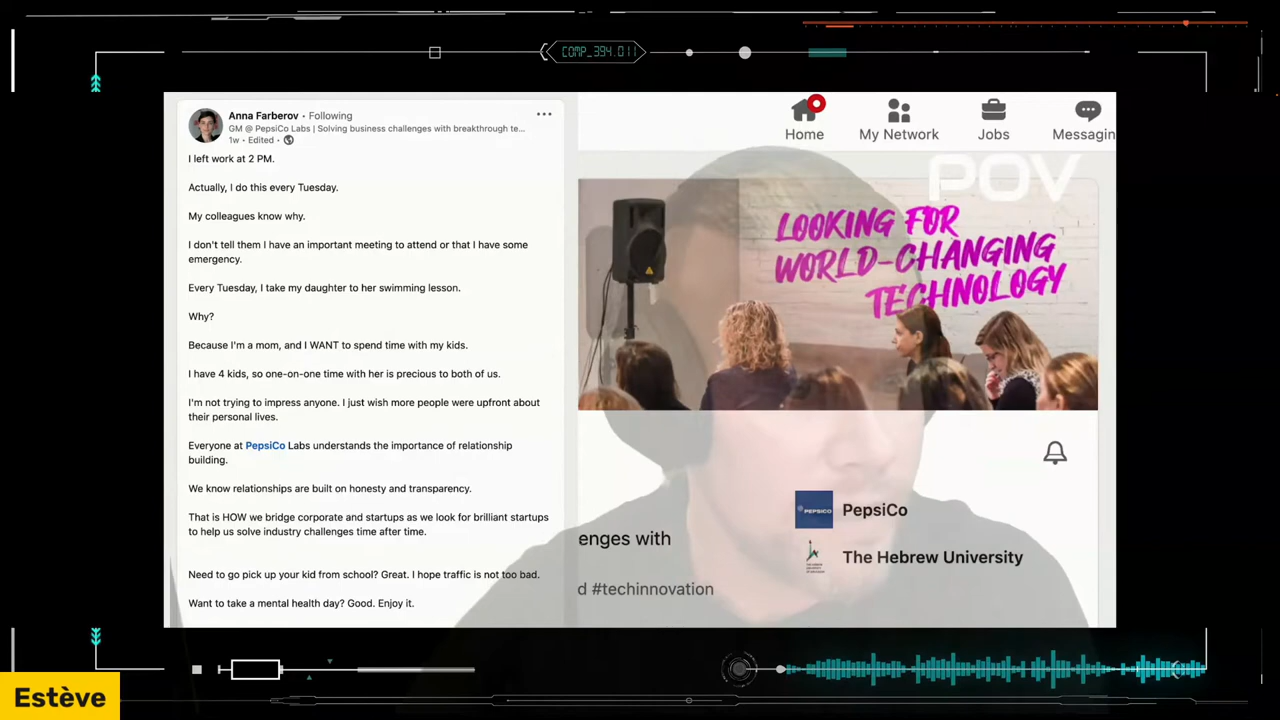 COMP_394.011
Anna Farberov • Following
GM @ PepsiCo Labs | Solving business challenges with breakthrough te...
1w • Edited •
I left work at 2 PM.
Actually, I do this every Tuesday.
My colleagues know why.
I don't tell them I have an important meeting to attend or that I have some
emergency.
Every Tuesday, I take my daughter to her swimming lesson.
Why?
Because I'm a mom, and I WANT to spend time with my kids.
I have 4 kids, so one-on-one time with her is precious to both of us.
I'm not trying to impress anyone. I just wish more people were upfront about
their personal lives.
Everyone at PepsiCo Labs understands the importance of relationship
building.
We know relationships are built on honesty and transparency.
That is HOW we bridge corporate and startups as we look for brilliant startups
to help us solve industry challenges time after time.
Need to go pick up your kid from school? Great. I hope traffic is not too bad.
Want to take a mental health day? Good. Enjoy it.
Home
My Network
Jobs
Messagin
POV
LOOKING FOR
WORLD-CHANGING
TECHNOLOGY
PEPSICO
PepsiCo
The Hebrew University
enges with
d #techinnovation
Estève